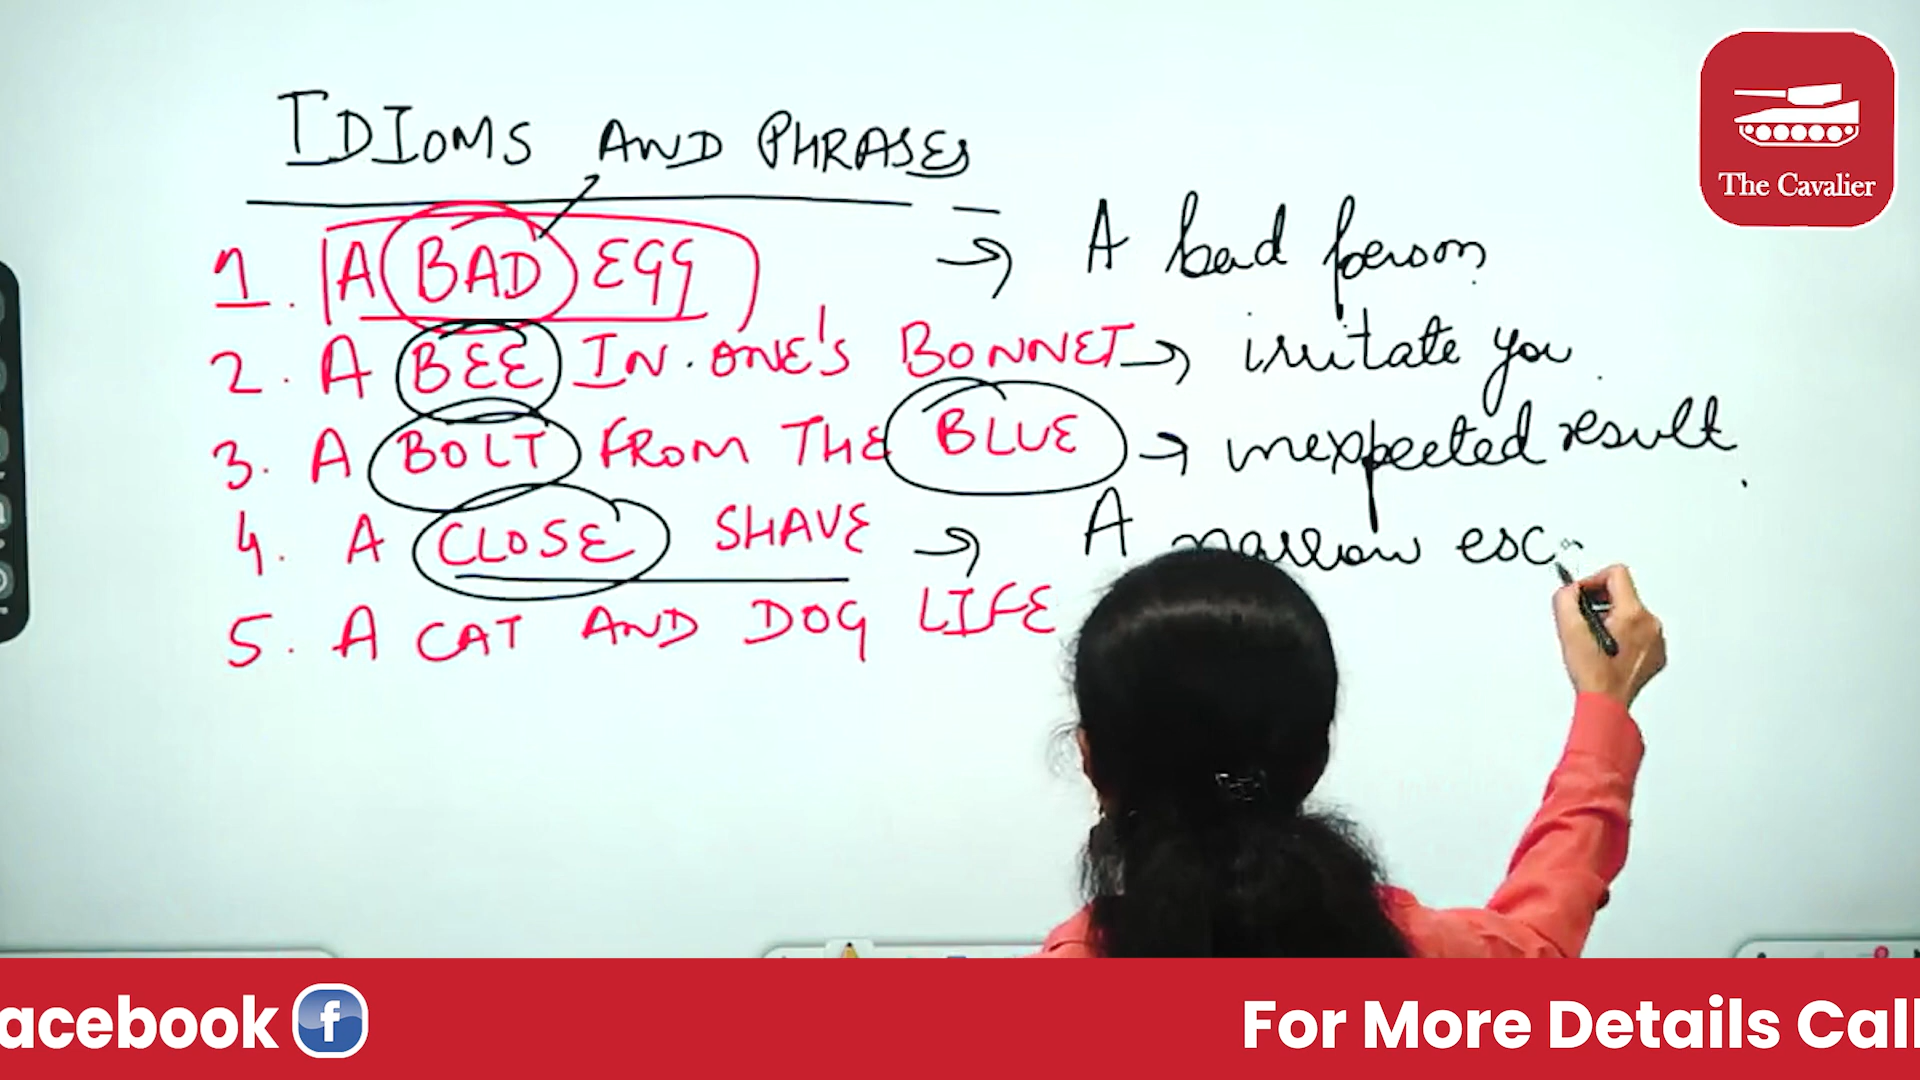 IDIOMS AND PHRASES
The Cavalier
1. A BAD EGG → A bad person
2. A BEE IN ONE'S BONNET → irritate you.
3. A BOLT FROM THE BLUE → unexpected result.
4. A CLOSE SHAVE → A narrow esc
5. A CAT AND DOG LIFE
acebook f
For More Details Call